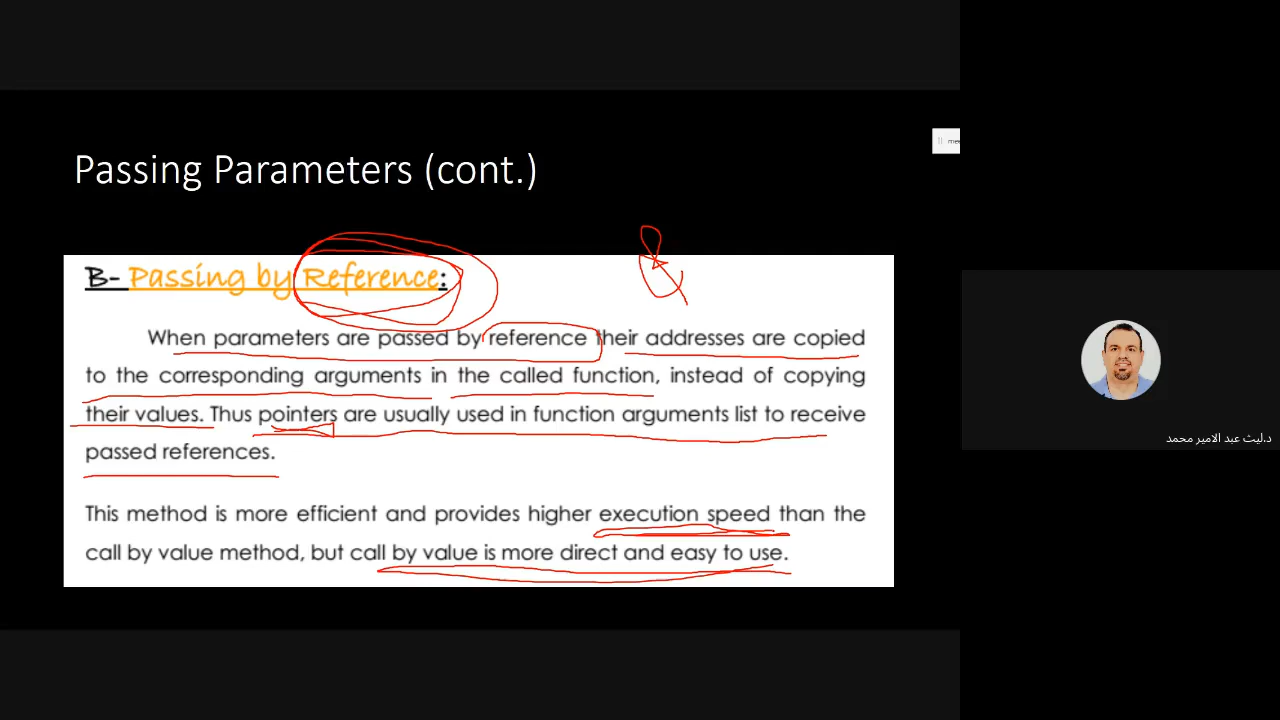 Passing Parameters (cont.)
B- Passing by Reference:
&
When parameters are passed by reference their addresses are copied
to the corresponding arguments in the called function, instead of copying
their values. Thus pointers are usually used in function arguments list to receive
passed references.
This method is more efficient and provides higher execution speed than the
call by value method, but call by value is more direct and easy to use.
د.ليث عبد الامير محمد